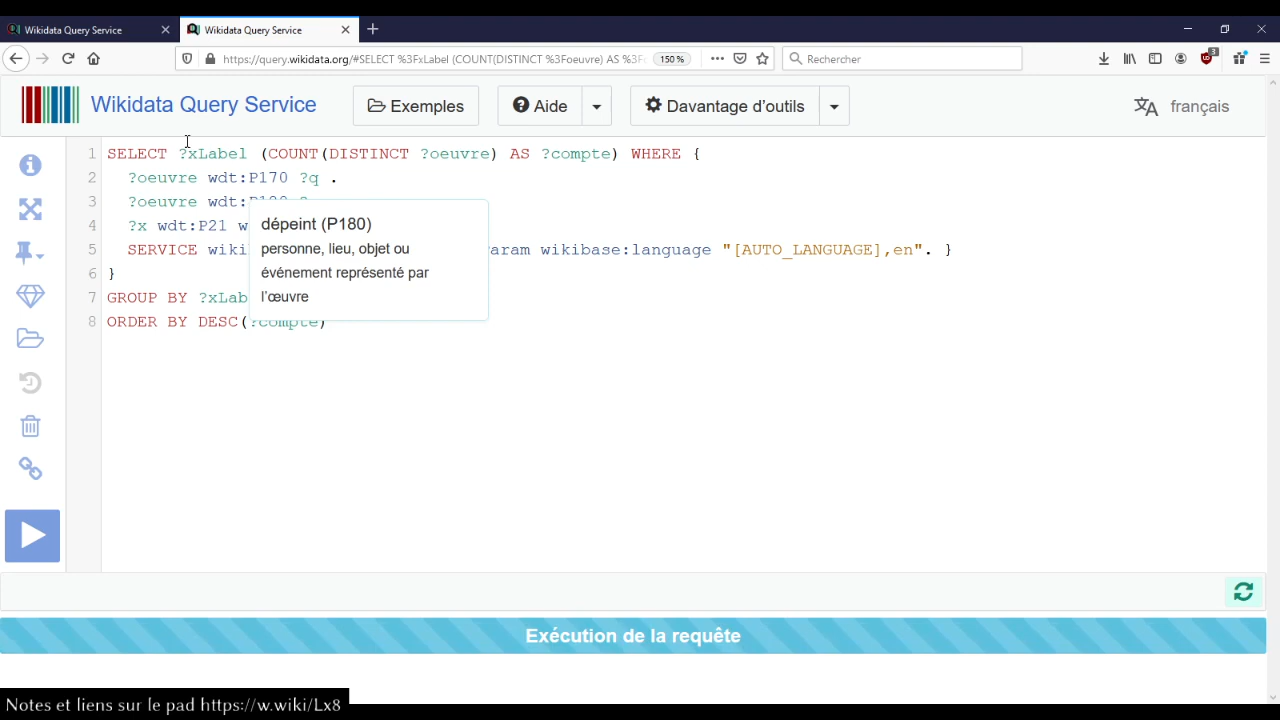 Wikidata Query Service
Wikidata Query Service
https://query.wikidata.org/#SELECT %3FxLabel (COUNT(DISTINCT %3Foeuvre) AS %3F
150 %
Rechercher
3
Wikidata Query Service
Exemples
Aide
Davantage d'outils
français
1 SELECT ?xLabel (COUNT(DISTINCT ?oeuvre) AS ?compte) WHERE {
2 ?oeuvre wdt:P170 ?q .
3 ?oeuvre wdt:
4 ?x wdt:P21 w
5 SERVICE wiki aram wikibase:language "[AUTO_LANGUAGE],en". }
6 }
7 GROUP BY ?xLab
8 ORDER BY DESC(?compte)
dépeint (P180)
personne, lieu, objet ou
événement représenté par
l'œuvre
Exécution de la requête
Notes et liens sur le pad https://w.wiki/Lx8